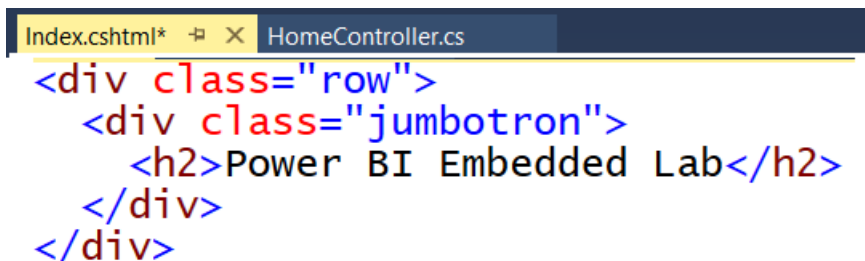 Index.cshtml* HomeController.cs
<div class="row">
<div class="jumbotron">
<h2>Power BI Embedded Lab</h2>
</div>
</div>